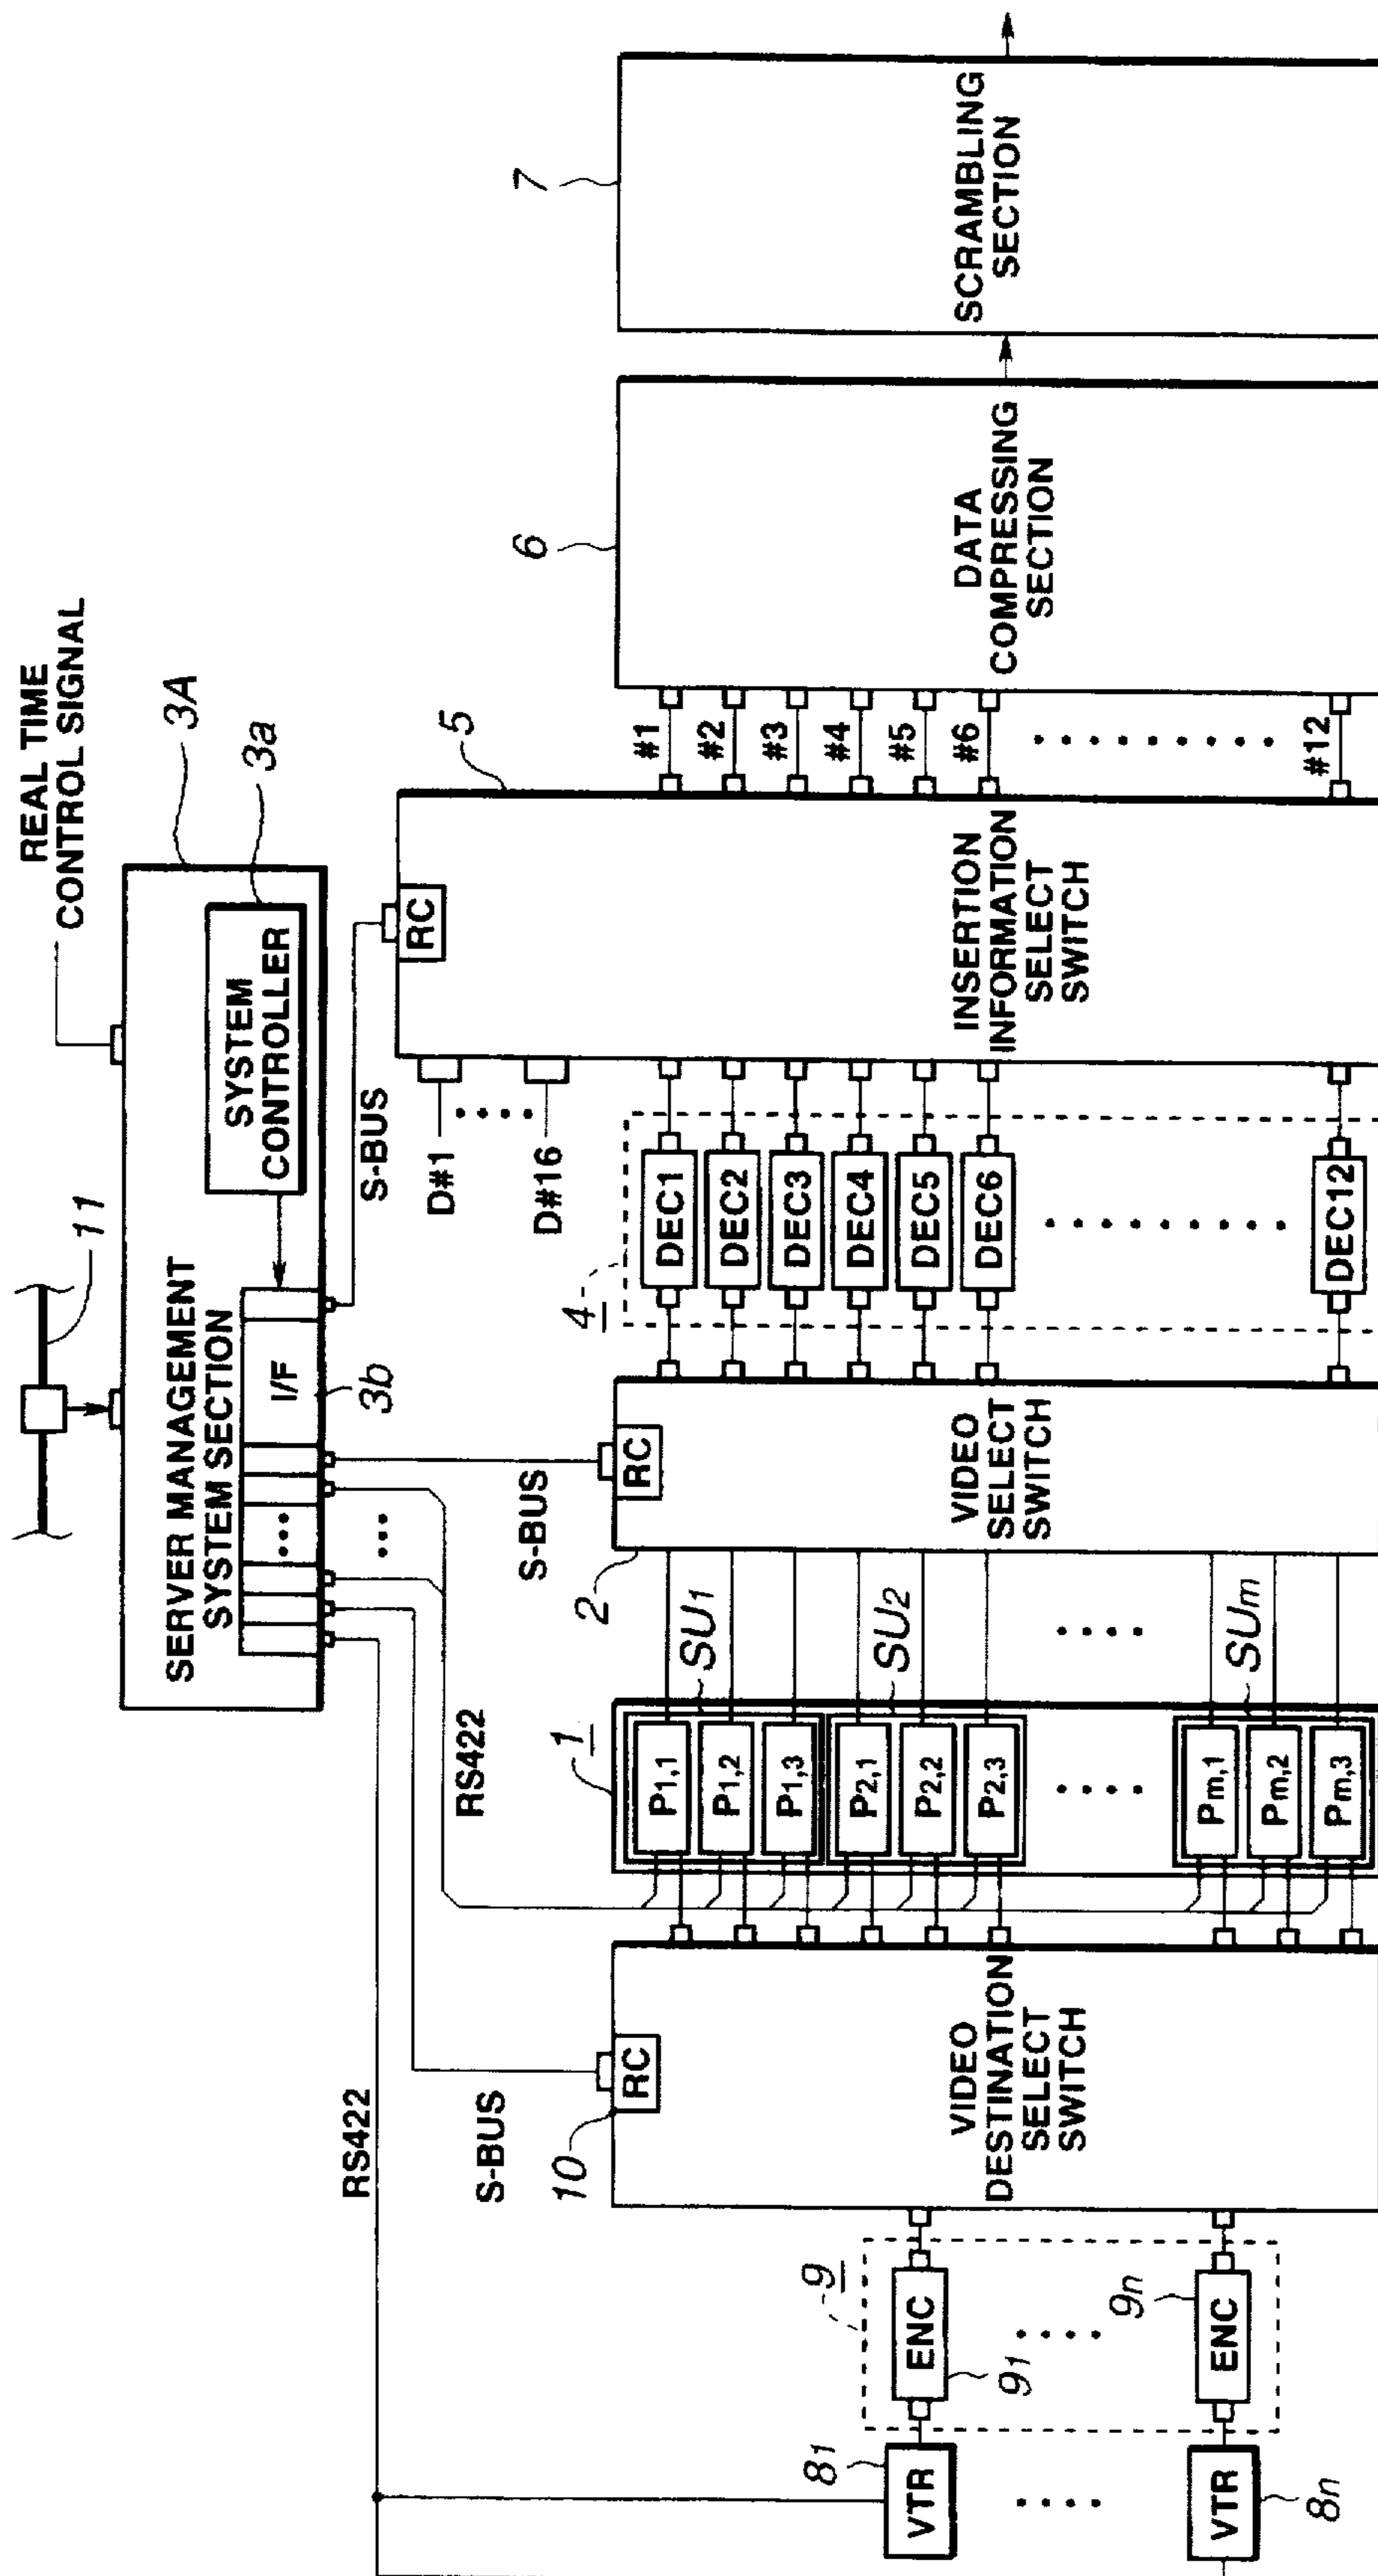 REAL TIME
CONTROL SIGNAL
11
3A
3a
SERVER MANAGEMENT
SYSTEM SECTION
SYSTEM
CONTROLLER
I/F
3b
... ...
RS422
S-BUS
RS422
S-BUS
S-BUS
VTR
81
VTR
8n
....
9
ENC
91
....
ENC
9n
10
RC
VIDEO
DESTINATION
SELECT
SWITCH
1
P1,1
P1,2
P1,3
SU1
P2,1
P2,2
P2,3
SU2
....
Pm,1
Pm,2
Pm,3
SUm
....
2
RC
VIDEO
SELECT
SWITCH
4
DEC1
DEC2
DEC3
DEC4
DEC5
DEC6
.........
DEC12
D#1
....
D#16
5
RC
INSERTION
INFORMATION
SELECT
SWITCH
#1
#2
#3
#4
#5
#6
.........
#12
6
DATA
COMPRESSING
SECTION
7
SCRAMBLING
SECTION